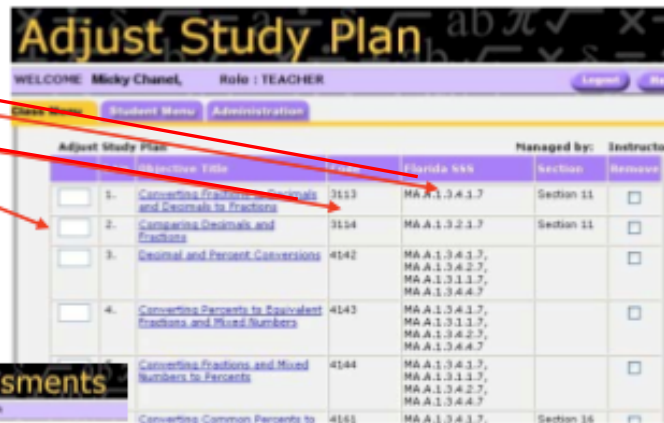 Adjust Study Plan
WELCOME Micky Chanel, Role : TEACHER
Logout
Class Menu Student Menu Administration
Adjust Study Plan Managed by: Instructo
Objective Title Code Florida SSS Section Remove
1. Converting Fractions Decimals 3113 MA.A.1.3.4.1.7 Section 11
and Decimals to Fractions
2. Comparing Decimals and 3114 MA.A.1.3.2.1.7 Section 11
Fractions
3. Decimal and Percent Conversions 4142 MA.A.1.3.4.1.7,
MA.A.1.3.4.2.7,
MA.A.1.3.1.1.7,
MA.A.1.3.4.4.7
4. Converting Percents to Equivalent 4143 MA.A.1.3.4.1.7,
Fractions and Mixed Numbers MA.A.1.3.1.1.7,
MA.A.1.3.4.2.7,
MA.A.1.3.4.4.7
Converting Fractions and Mixed 4144 MA.A.1.3.4.1.7,
Numbers to Percents MA.A.1.3.1.1.7,
MA.A.1.3.4.2.7,
MA.A.1.3.4.4.7
sments
Converting Common Percents to 4161 MA.A.1.3.4.1.7, Section 16